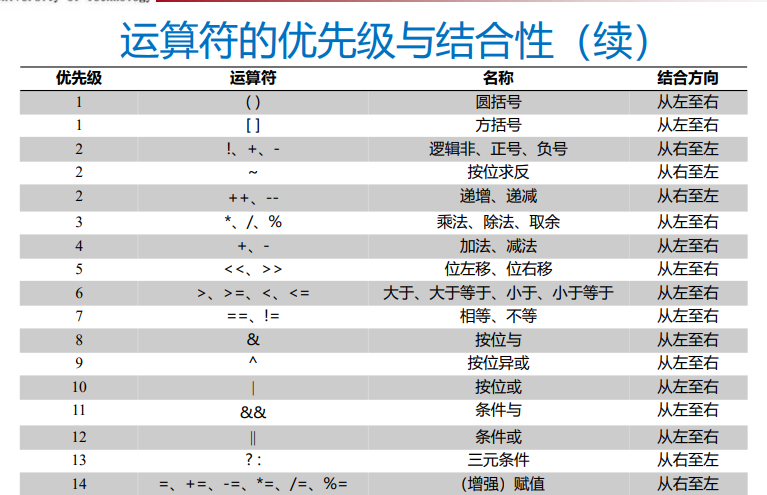 运算符的优先级与结合性（续）
优先级 运算符 名称 结合方向
1 ( ) 圆括号 从左至右
1 [ ] 方括号 从左至右
2 !、+、- 逻辑非、正号、负号 从右至左
2 ~ 按位求反 从右至左
2 ++、-- 递增、递减 从右至左
3 *、/、% 乘法、除法、取余 从左至右
4 +、- 加法、减法 从左至右
5 <<、>> 位左移、位右移 从左至右
6 >、>=、<、<= 大于、大于等于、小于、小于等于 从左至右
7 ==、!= 相等、不等 从左至右
8 & 按位与 从左至右
9 ^ 按位异或 从左至右
10 | 按位或 从左至右
11 && 条件与 从左至右
12 || 条件或 从左至右
13 ? : 三元条件 从右至左
14 =、+=、-=、*=、/=、%= (增强）赋值 从右至左